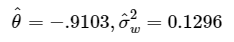 θ̂ = −.9103, σ̂²_w = 0.1296